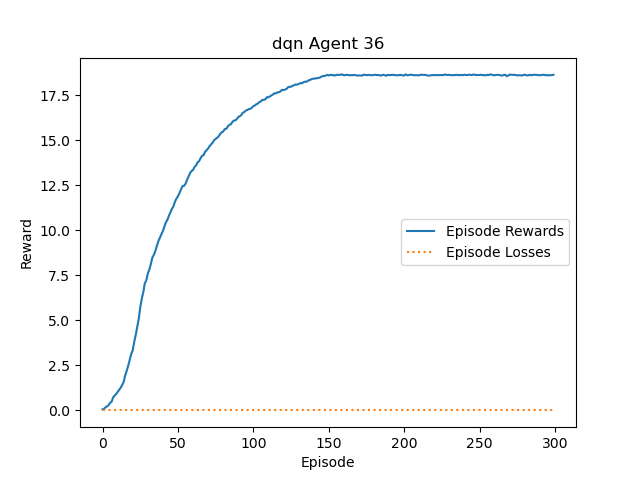 dqn Agent 36
17.5
15.0
12.5
10.0
7.5
5.0
2.5
0.0
Reward
Episode Rewards
Episode Losses
0 50 100 150 200 250 300
Episode